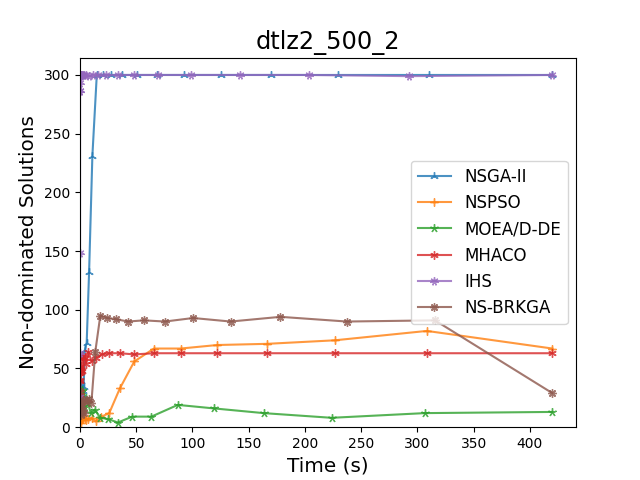 dtlz2_500_2
Non-dominated Solutions
300
250
200
150
100
50
0
0 50 100 150 200 250 300 350 400
Time (s)
NSGA-II
NSPSO
MOEA/D-DE
MHACO
IHS
NS-BRKGA